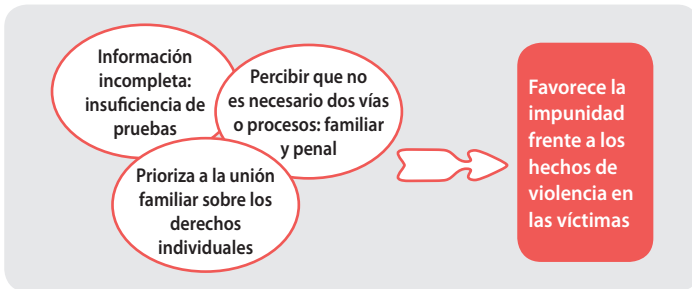 Información
incompleta:
insuficiencia de
pruebas
Percibir que no
es necesario dos vías
o procesos: familiar
y penal
Prioriza a la unión
familiar sobre los
derechos
individuales
Favorece la
impunidad
frente a los
hechos de
violencia en
las víctimas